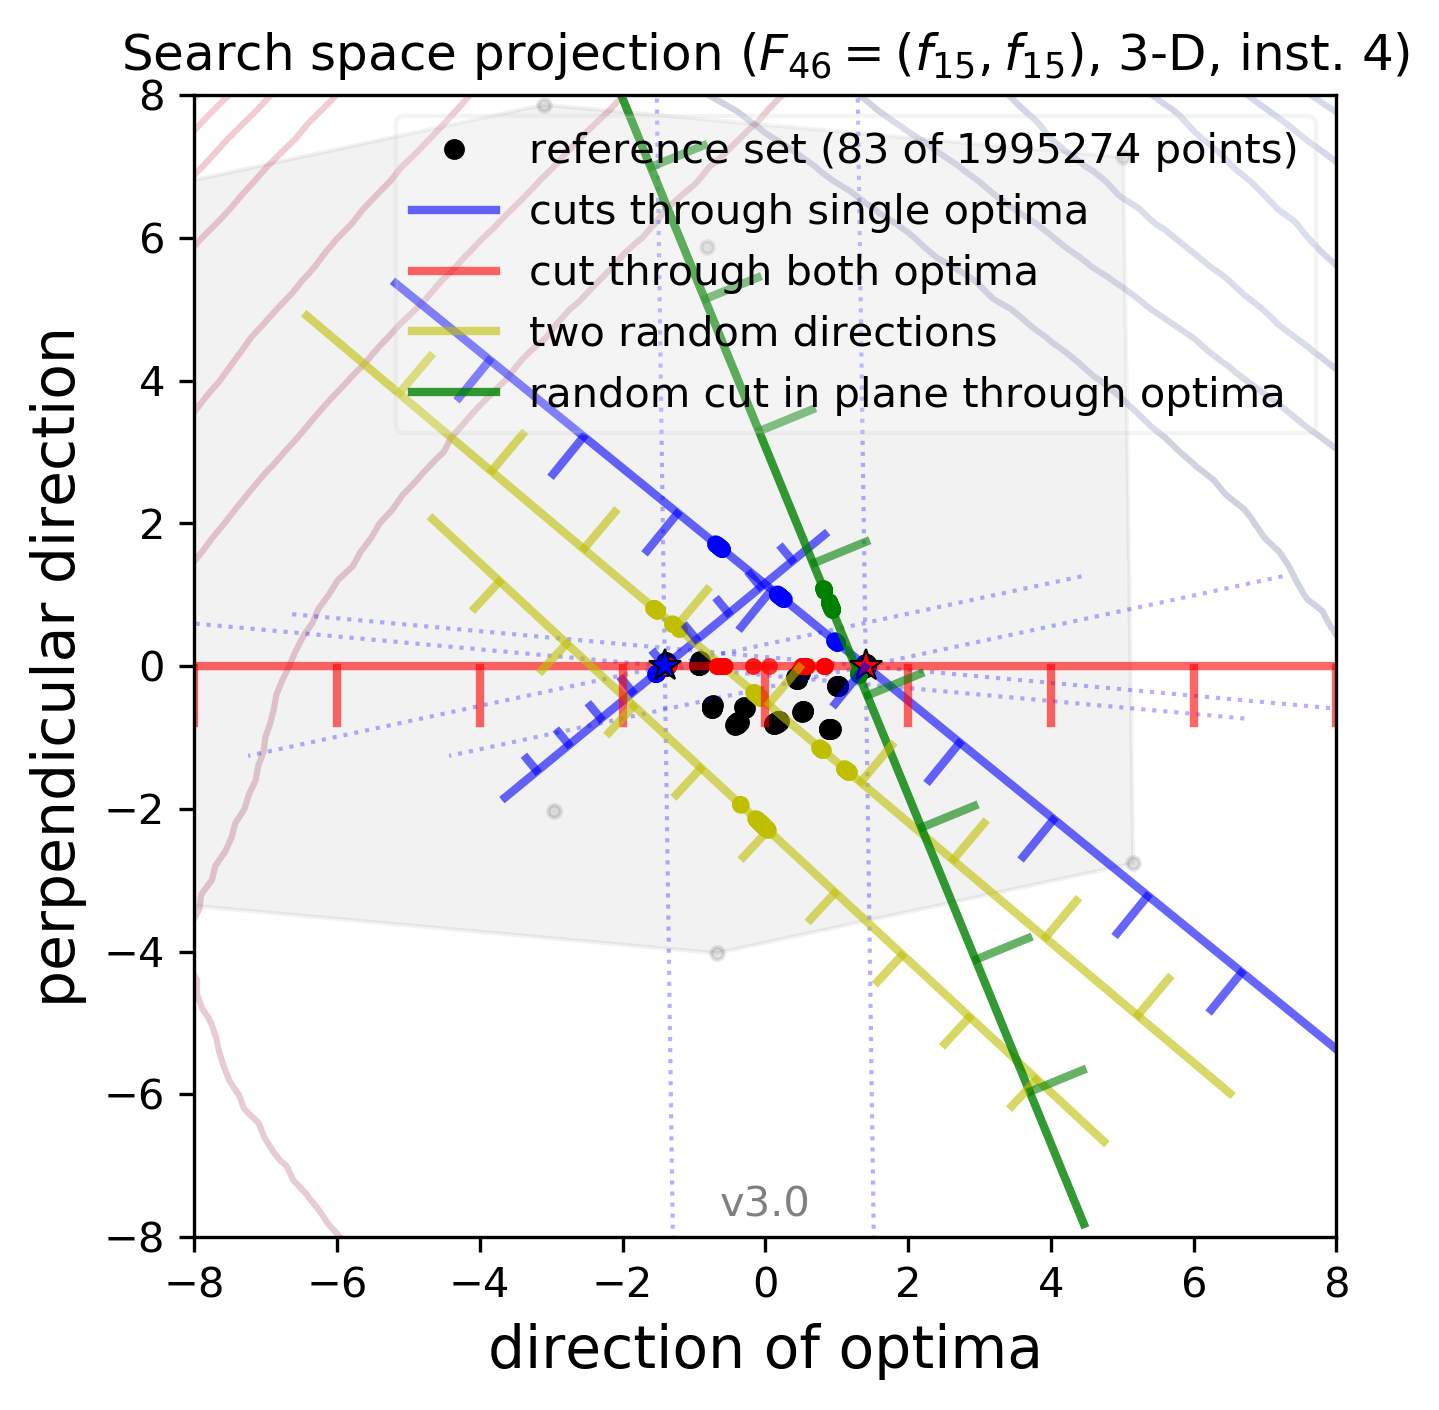 Search space projection (F46 = (f15, f15), 3-D, inst. 4)
reference set (83 of 1995274 points)
cuts through single optima
cut through both optima
two random directions
random cut in plane through optima
perpendicular direction
8
6
4
2
0
−2
−4
−6
−8
v3.0
−8 −6 −4 −2 0 2 4 6 8
direction of optima